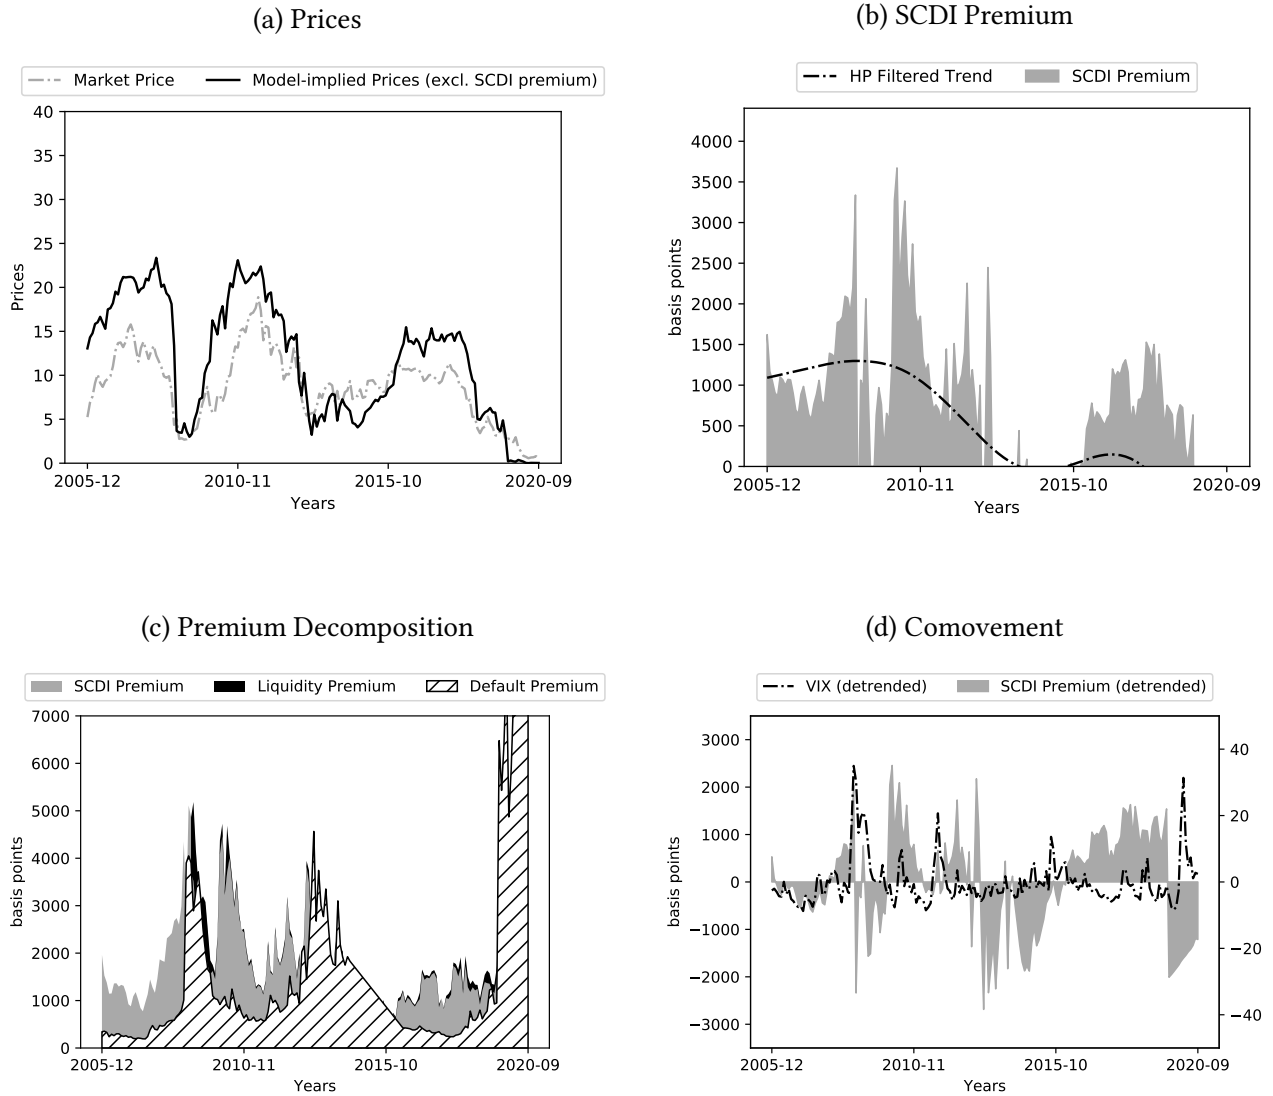 (a) Prices
Market Price
Model-implied Prices (excl. SCDI premium)
40
35
30
25
20
15
10
5
0
Prices
2005-12
2010-11
2015-10
2020-09
Years
(b) SCDI Premium
HP Filtered Trend
SCDI Premium
4000
3500
3000
2500
2000
1500
1000
500
0
basis points
2005-12
2010-11
2015-10
2020-09
Years
(c) Premium Decomposition
SCDI Premium
Liquidity Premium
Default Premium
7000
6000
5000
4000
3000
2000
1000
0
basis points
2005-12
2010-11
2015-10
2020-09
Years
(d) Comovement
VIX (detrended)
SCDI Premium (detrended)
3000
2000
1000
0
−1000
−2000
−3000
basis points
40
20
0
−20
−40
2005-12
2010-11
2015-10
2020-09
Years